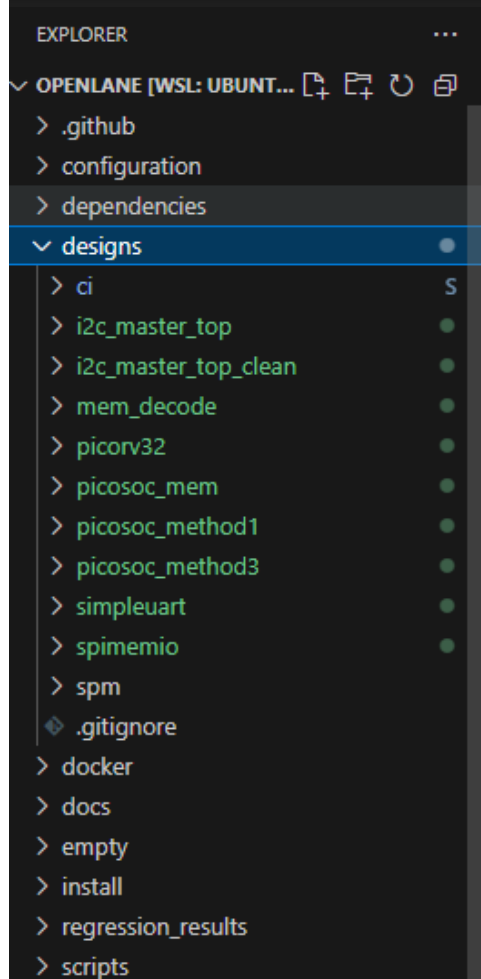 EXPLORER ...
OPENLANE [WSL: UBUNT...
.github
configuration
dependencies
designs
ci S
i2c_master_top
i2c_master_top_clean
mem_decode
picorv32
picosoc_mem
picosoc_method1
picosoc_method3
simpleuart
spimemio
spm
.gitignore
docker
docs
empty
install
regression_results
scripts